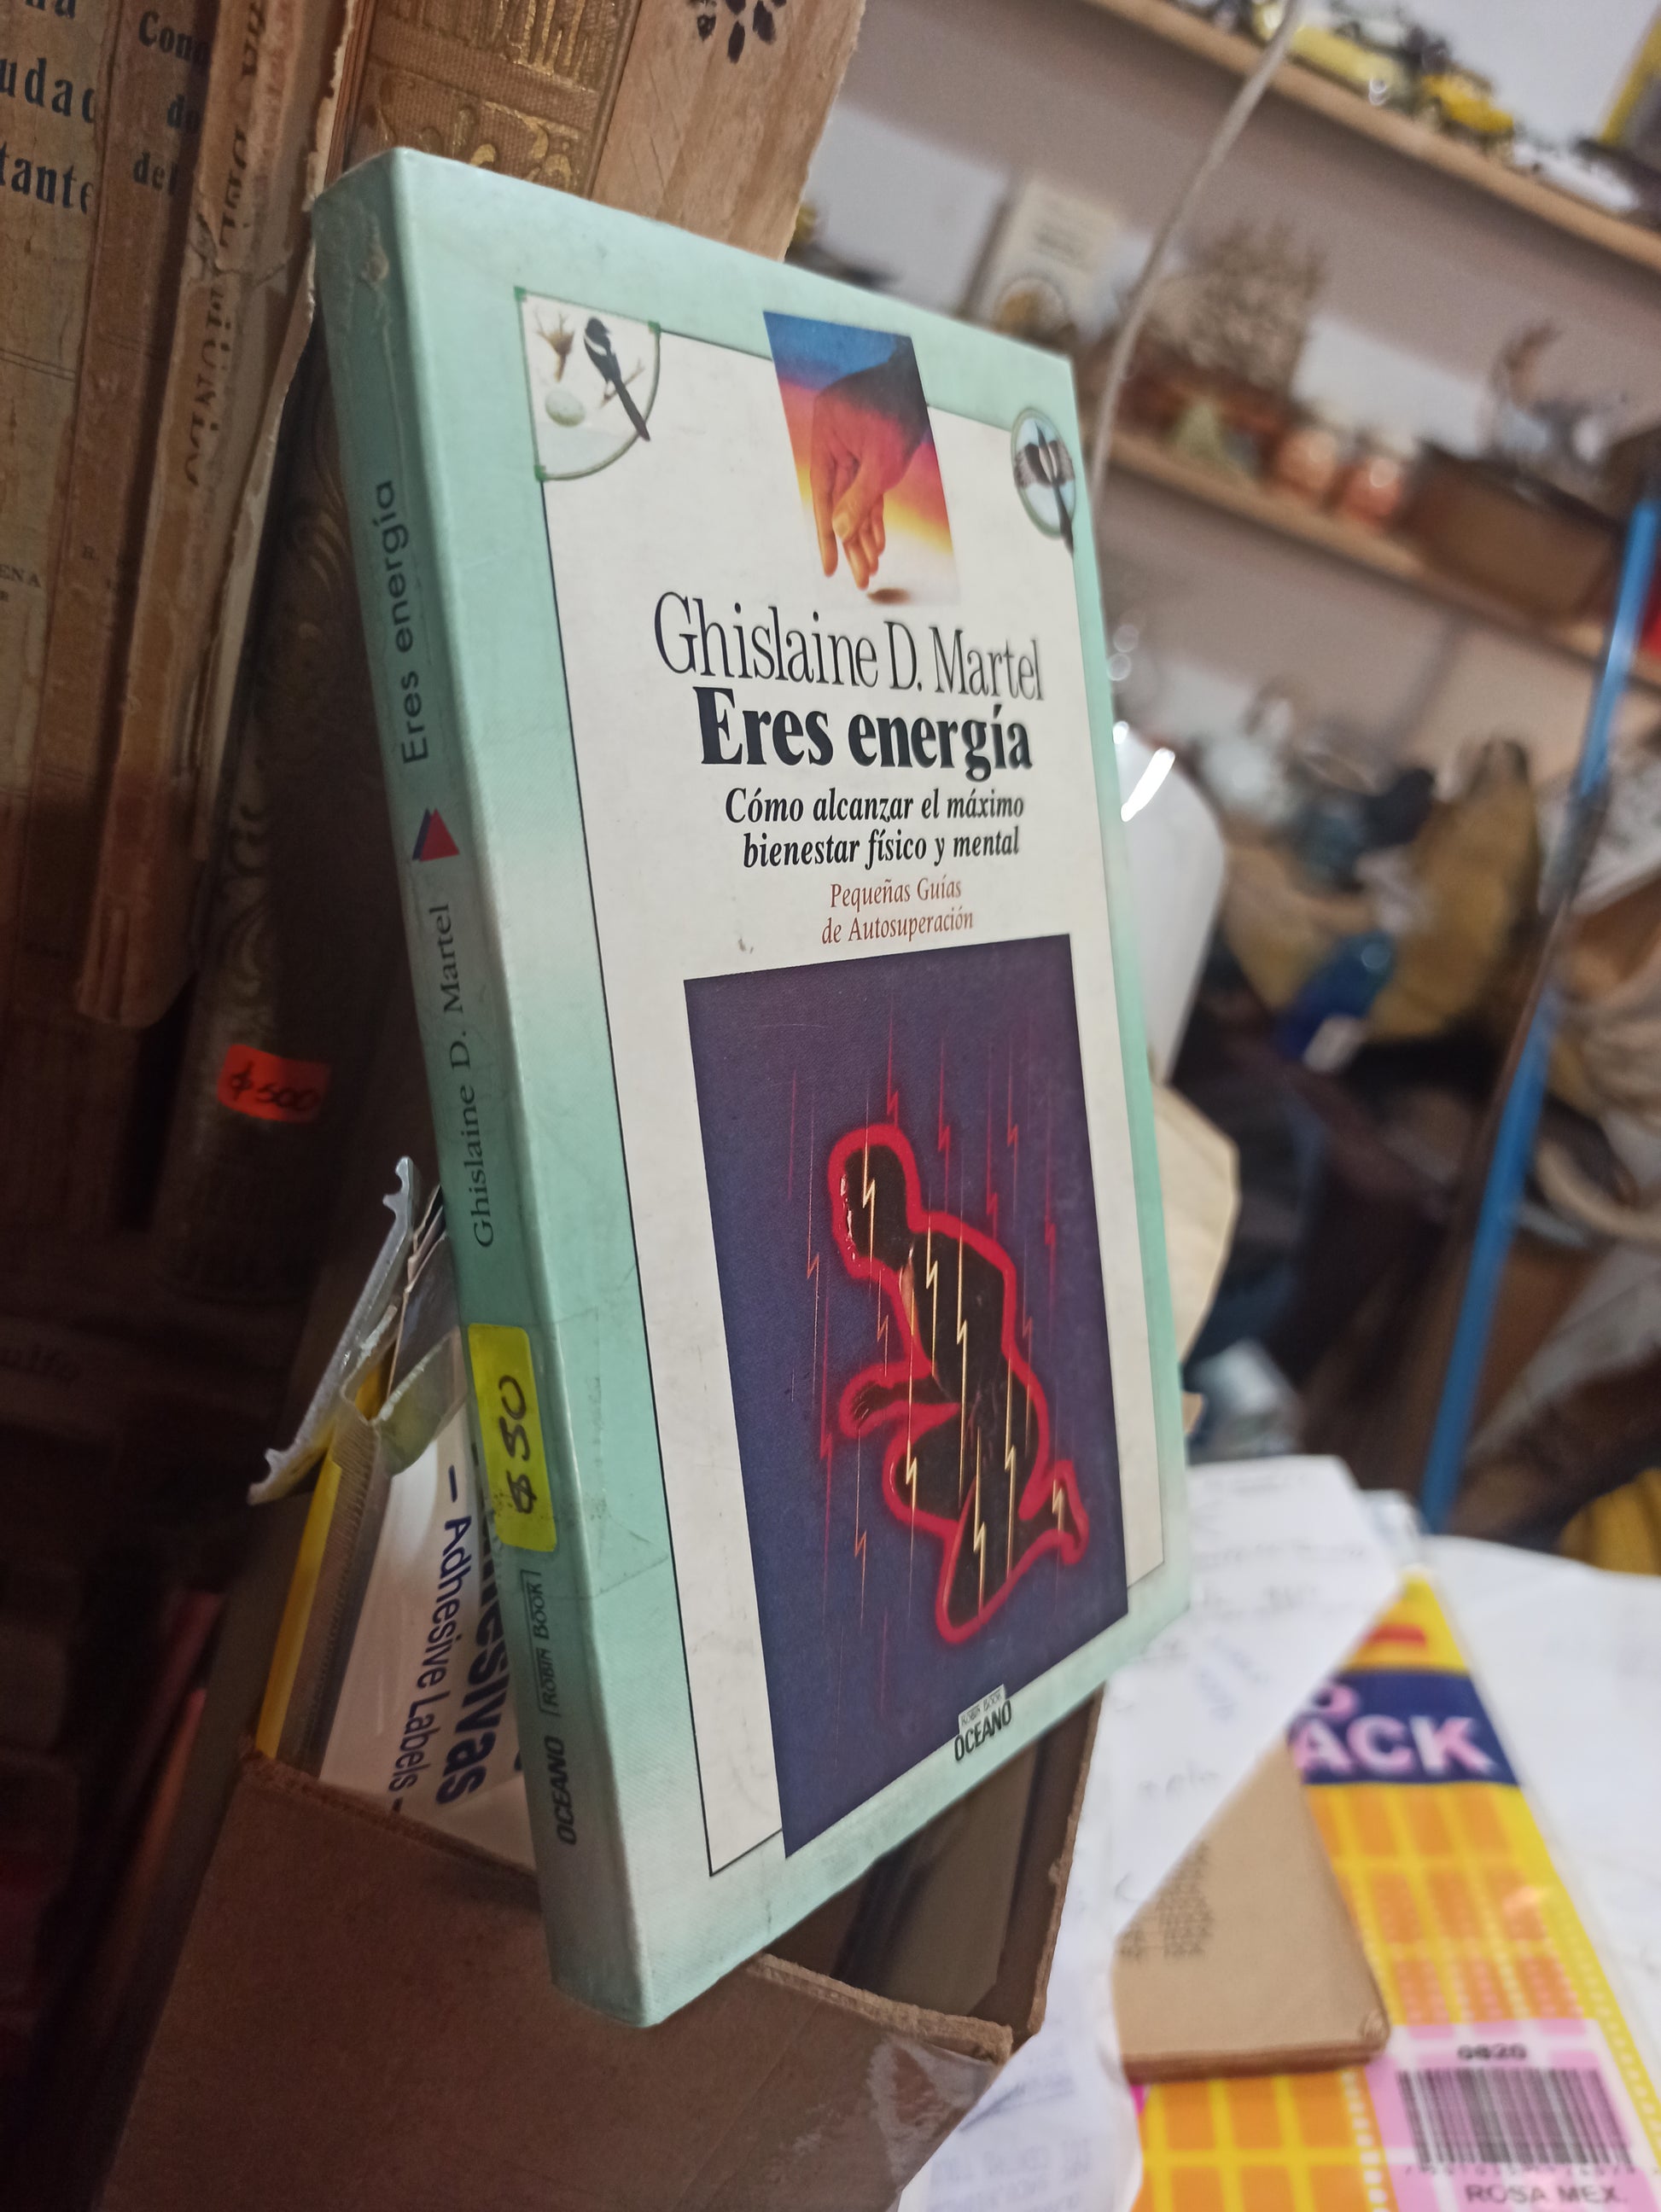 Ghislaine D. Martel
Eres energía
Cómo alcanzar el máximo
bienestar físico y mental
Pequeñas Guías
de Autosuperación
ROBIN BOOK
OCEANO
Eres energía
Ghislaine D. Martel
$ 50
ROBIN BOOK
OCEANO
$500
– Adhesive Labels -
ACK
0020
ROSA MEX.